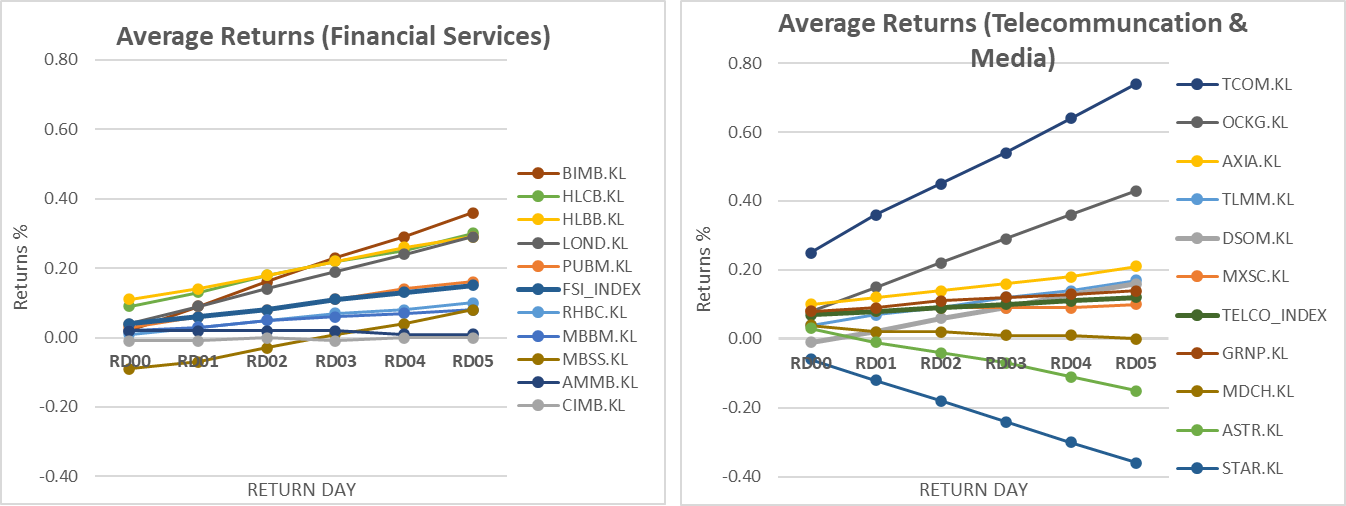 Average Returns (Financial Services)
0.80
0.60
0.40
0.20
0.00
-0.20
-0.40
Returns %
RD00 RD01 RD02 RD03 RD04 RD05
RETURN DAY
BIMB.KL
HLCB.KL
HLBB.KL
LOND.KL
PUBM.KL
FSI_INDEX
RHBC.KL
MBBM.KL
MBSS.KL
AMMB.KL
CIMB.KL
Average Returns (Telecommuncation &
Media)
0.80
0.60
0.40
0.20
0.00
-0.20
-0.40
Returns %
RD00 RD01 RD02 RD03 RD04 RD05
RETURN DAY
TCOM.KL
OCKG.KL
AXIA.KL
TLMM.KL
DSOM.KL
MXSC.KL
TELCO_INDEX
GRNP.KL
MDCH.KL
ASTR.KL
STAR.KL